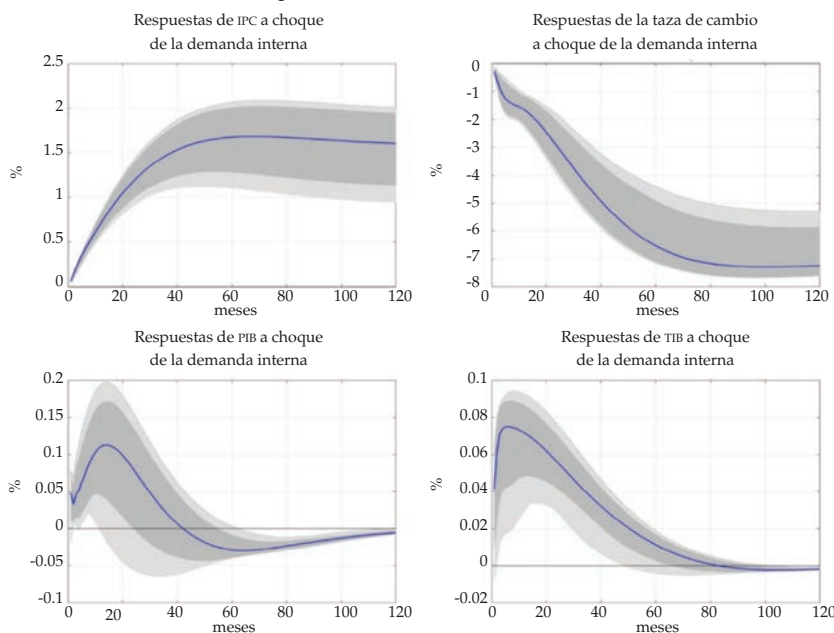 Respuestas de IPC a choque
de la demanda interna
2.5
2
1.5
1
0.5
0
%
0 20 40 60 80 100 120
meses
Respuestas de la taza de cambio
a choque de la demanda interna
0
-1
-2
-3
-4
-5
-6
-7
-8
%
0 20 40 60 80 100 120
meses
Respuestas de PIB a choque
de la demanda interna
0.2
0.15
0.1
0.05
0
-0.05
-0.1
%
0 20 40 60 80 100 120
meses
Respuestas de TIB a choque
de la demanda interna
0.1
0.08
0.06
0.04
0.02
0
-0.02
%
0 20 40 60 80 100 120
meses